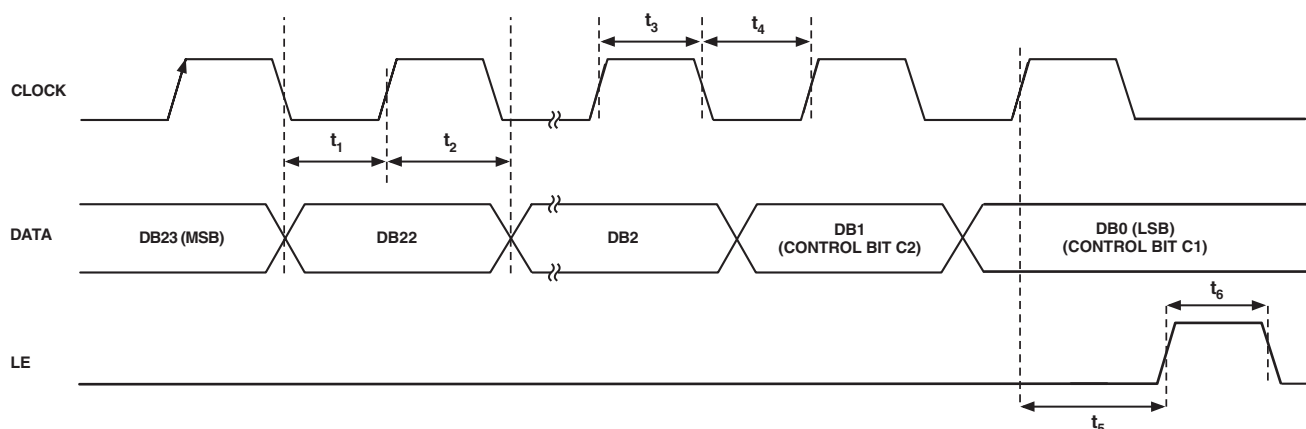 t3
t4
CLOCK
t1
t2
DATA
DB23 (MSB)
DB22
DB2
DB1
(CONTROL BIT C2)
DB0 (LSB)
(CONTROL BIT C1)
t6
LE
t5